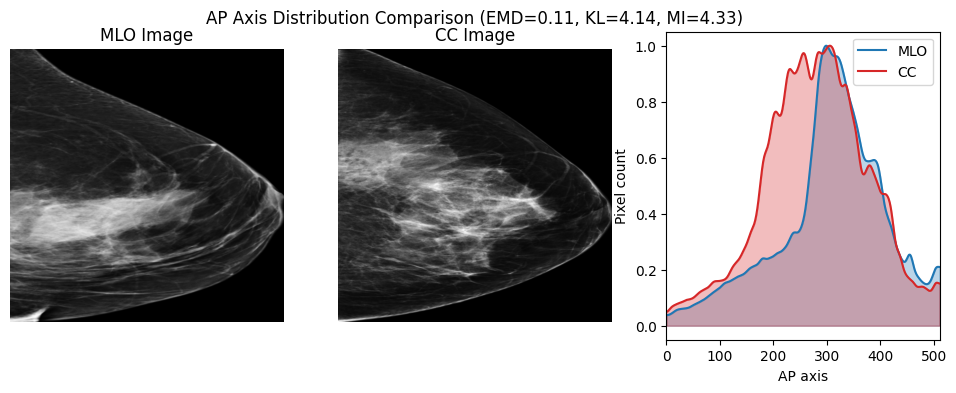 AP Axis Distribution Comparison (EMD=0.11, KL=4.14, MI=4.33)
MLO Image
CC Image
MLO
CC
Pixel count
1.0
0.8
0.6
0.4
0.2
0.0
0 100 200 300 400 500
AP axis